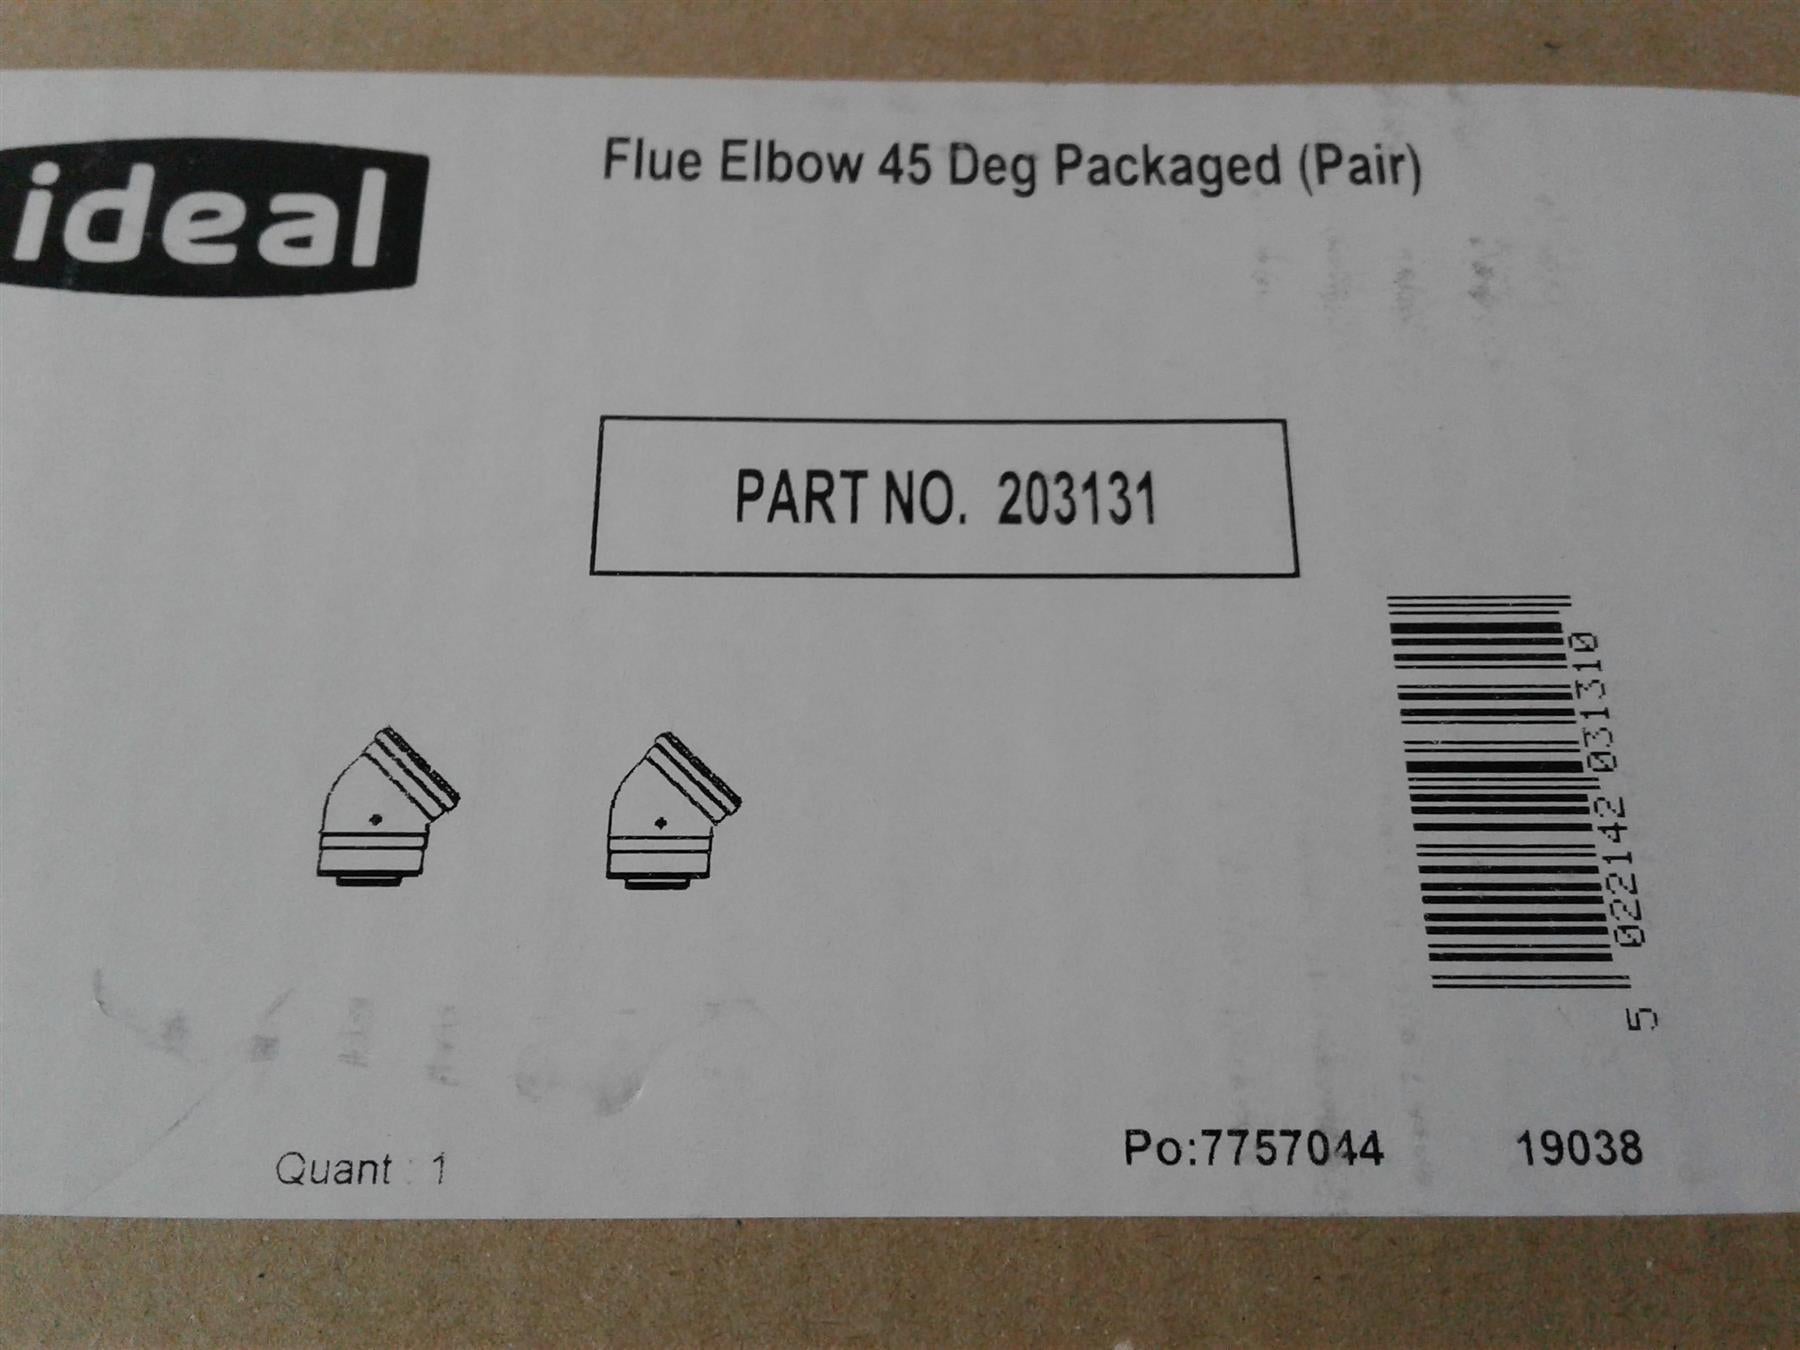 ideal
Flue Elbow 45 Deg Packaged (Pair)
PART NO. 203131
5 022142 031310
Quant : 1
Po:7757044 19038